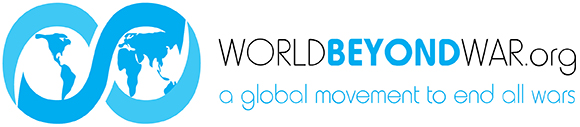 WORLDBEYONDWAR.org
a global movement to end all wars